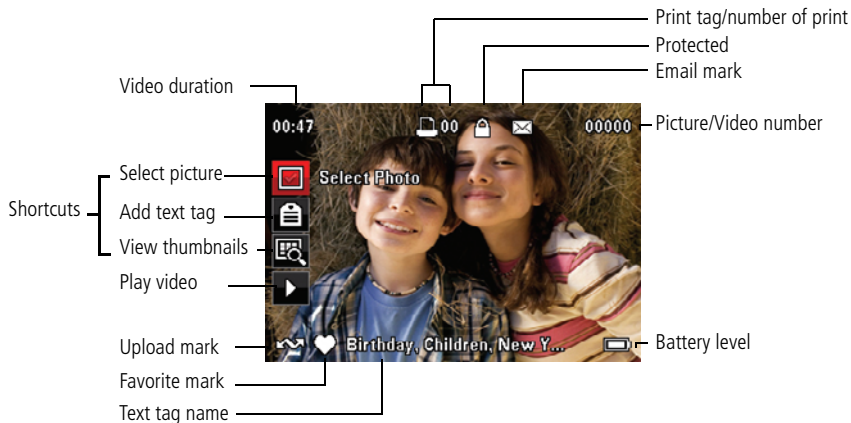 Print tag/number of print
Protected
Email mark
Video duration
00:47
00
00000
Picture/Video number
Select picture
Select Photo
Shortcuts
Add text tag
View thumbnails
Play video
Upload mark
Birthday, Children, New Y...
Battery level
Favorite mark
Text tag name